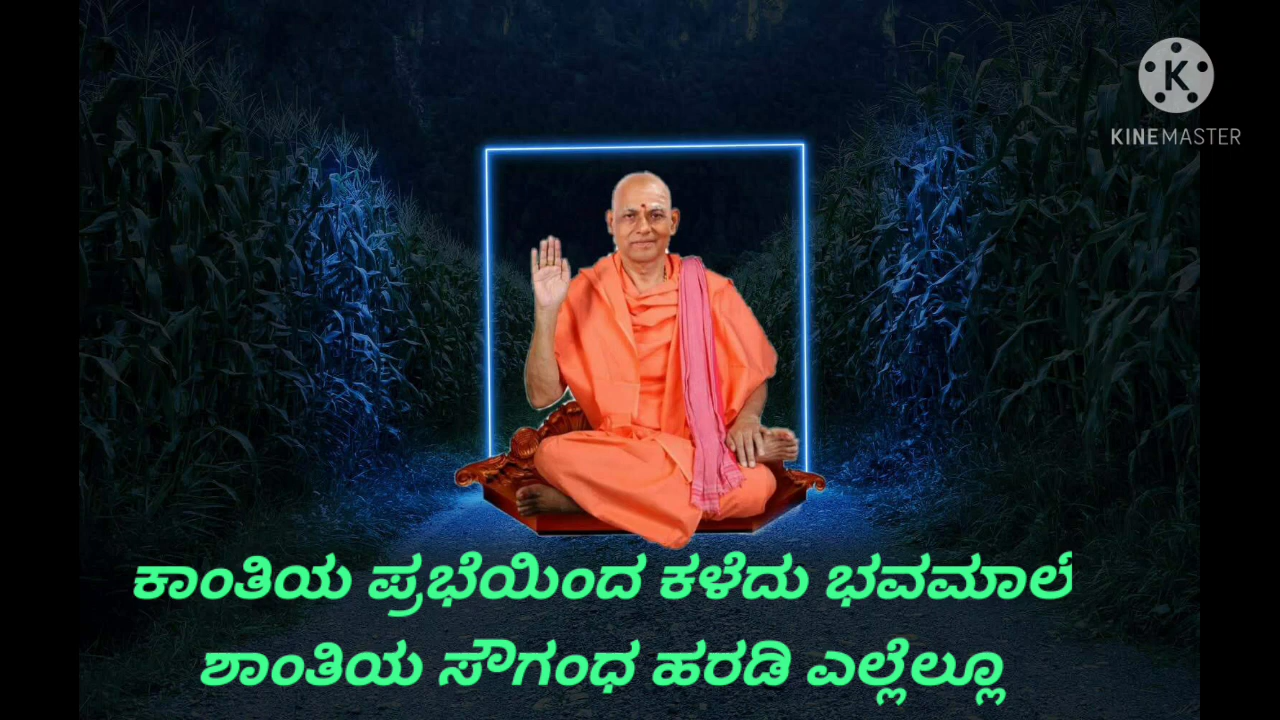 KINEMASTER
ಕಾಂತಿಯ ಪ್ರಭೆಯಿಂದ ಕಳೆದು ಭವಮಾಲೆ
ಶಾಂತಿಯ ಸೌಗಂಧ ಹರಡಿ ಎಲ್ಲೆಲ್ಲೂ